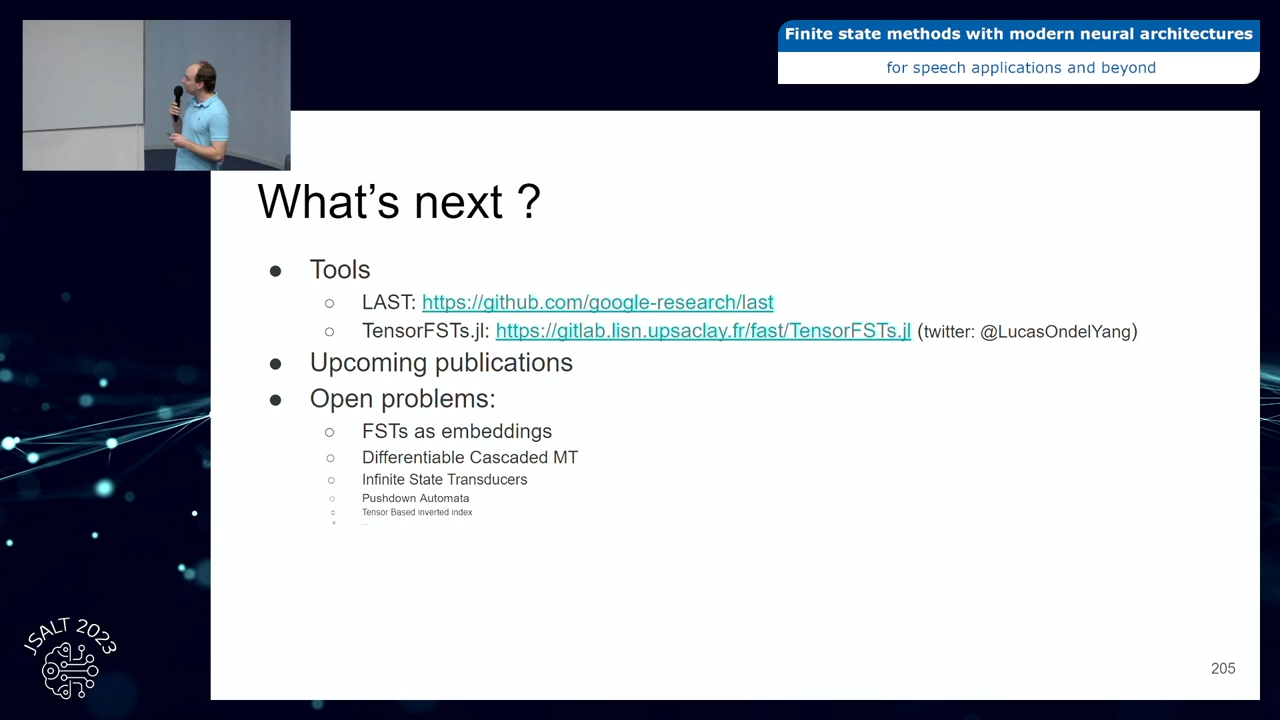 Finite state methods with modern neural architectures
for speech applications and beyond
What's next ?
● Tools
○ LAST: https://github.com/google-research/last
○ TensorFSTs.jl: https://gitlab.lisn.upsaclay.fr/fast/TensorFSTs.jl (twitter: @LucasOndelYang)
● Upcoming publications
● Open problems:
○ FSTs as embeddings
○ Differentiable Cascaded MT
○ Infinite State Transducers
○ Pushdown Automata
○ Tensor Based inverted index
JSALT 2023
205